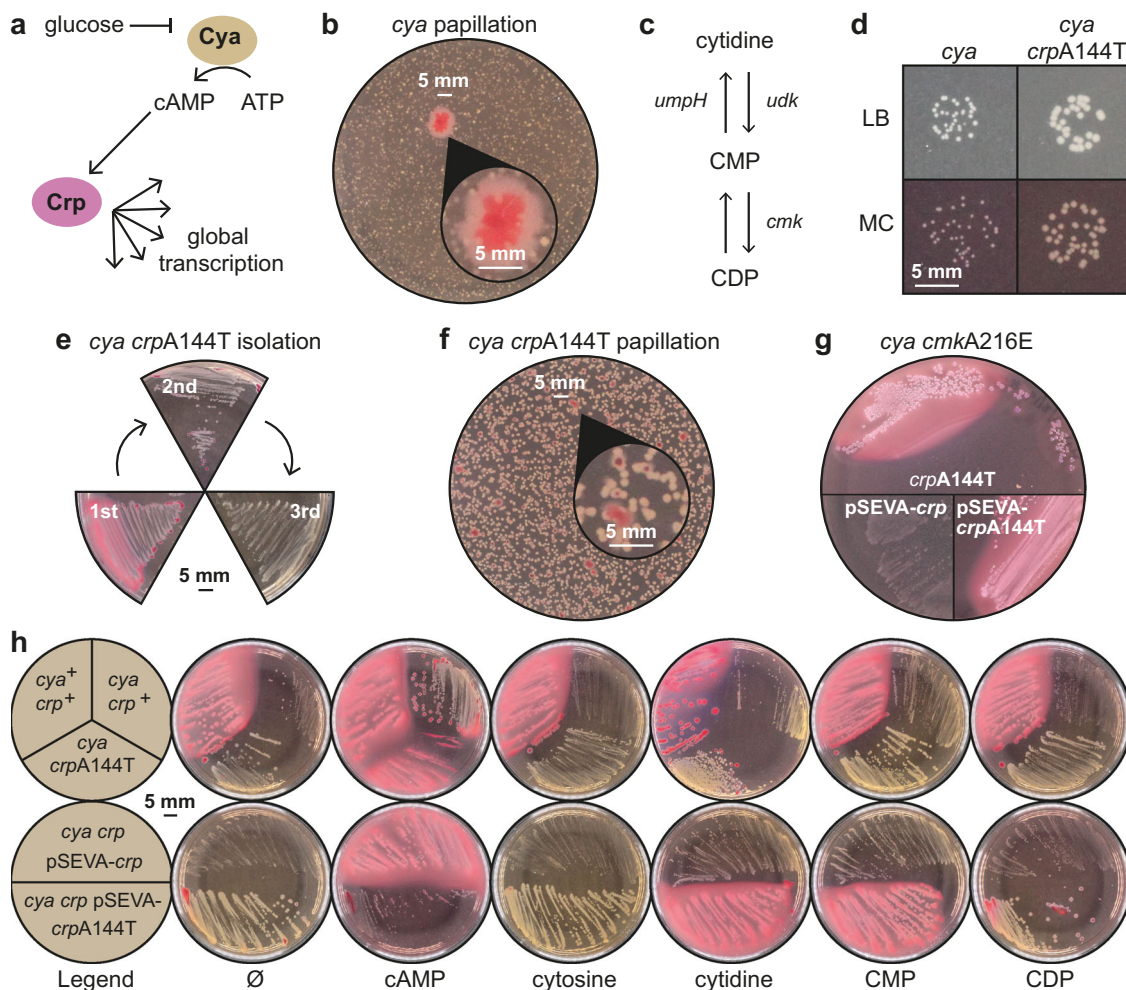 a
glucose
Cya
cAMP
ATP
Crp
global
transcription
b
cya papillation
5 mm
5 mm
c
cytidine
umpH
udk
CMP
cmk
CDP
d
cya
cya
crpA144T
LB
MC
5 mm
e
cya crpA144T isolation
2nd
1st
3rd
5 mm
f
cya crpA144T papillation
5 mm
5 mm
g
cya cmkA216E
crpA144T
pSEVA-crp
pSEVA-
crpA144T
h
cya+
crp+
cya
crp +
cya
crpA144T
5 mm
cya crp
pSEVA-crp
cya crp pSEVA-
crpA144T
Legend
Ø
cAMP
cytosine
cytidine
CMP
CDP